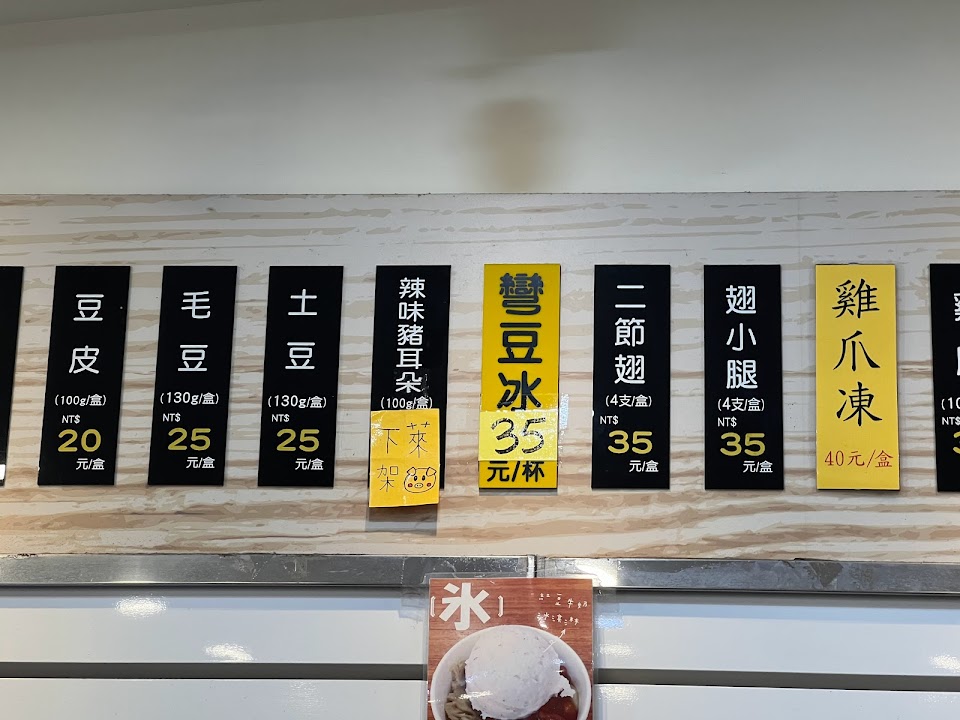 豆皮
(100g/盒)
NT$
20
元/盒
毛豆
(130g/盒)
NT$
25
元/盒
土豆
(130g/盒)
NT$
25
元/盒
辣味豬耳朵
(100g/盒)
下萊
架
彎豆冰
35
元/杯
二節翅
(4支/盒)
NT$
35
元/盒
翅小腿
(4支/盒)
NT$
35
元/盒
雞爪凍
40元/盒
氷